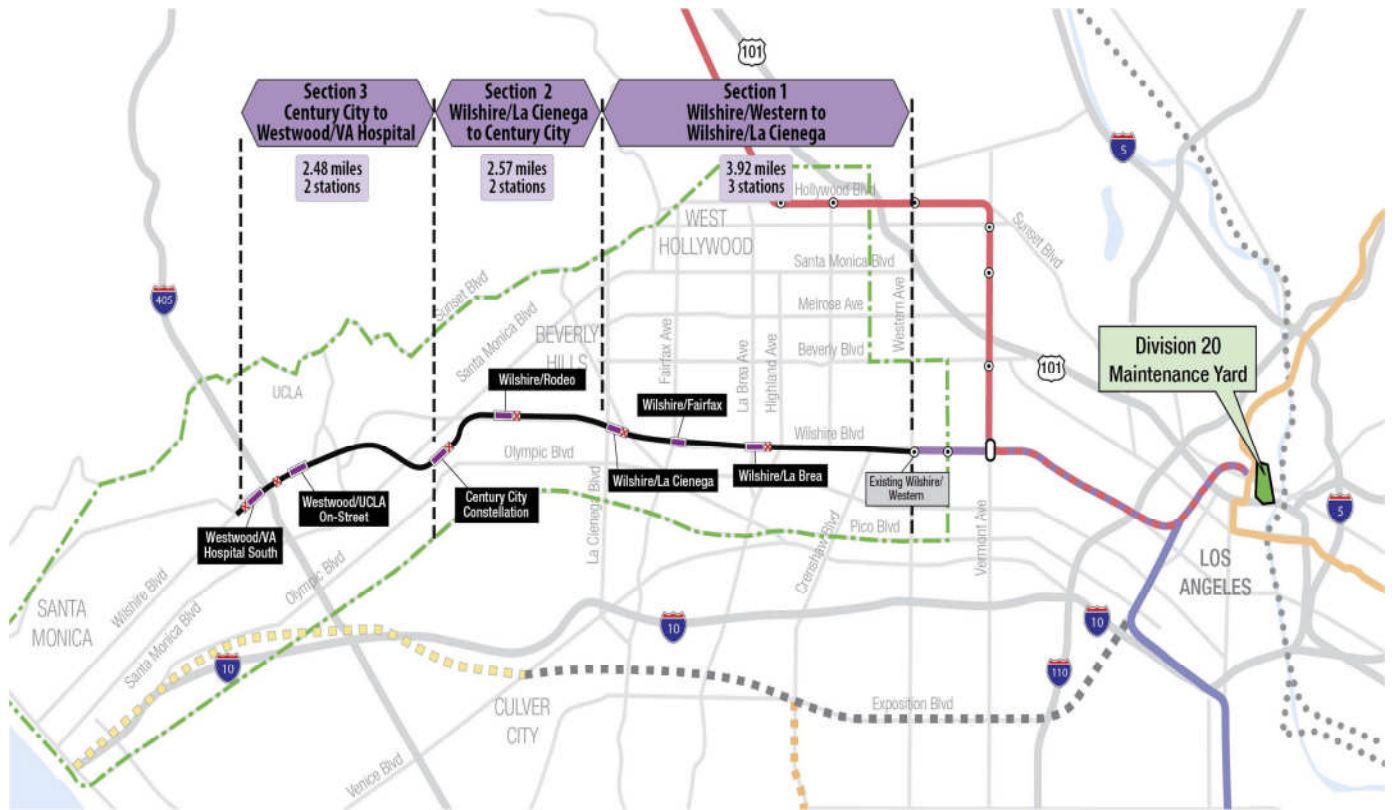 101
Section 3
Century City to
Westwood/VA Hospital
2.48 miles
2 stations
Section 2
Wilshire/La Cienega
to Century City
2.57 miles
2 stations
Section 1
Wilshire/Western to
Wilshire/La Cienega
3.92 miles
3 stations
5
Hollywood Blvd
WEST
HOLLYWOOD
Sunset Blvd
Santa Monica Blvd
405
Sunset Blvd
Melrose Ave
Western Ave
Santa Monica Blvd
BEVERLY
HILLS
Fairfax Ave
La Brea Ave
Highland Ave
Beverly Blvd
101
Division 20
Maintenance Yard
UCLA
Wilshire/Rodeo
Wilshire/Fairfax
Wilshire Blvd
Olympic Blvd
Wilshire/La Cienega
Wilshire/La Brea
Existing Wilshire/
Western
Westwood/UCLA
On-Street
Century City
Constellation
La Cienega Blvd
Westwood/VA
Hospital South
Pico Blvd
Crenshaw Blvd
Vermont Ave
5
LOS
ANGELES
Wilshire Blvd
Olympic Blvd
SANTA
MONICA
Santa Monica Blvd
10
10
10
110
Exposition Blvd
CULVER
CITY
Venice Blvd